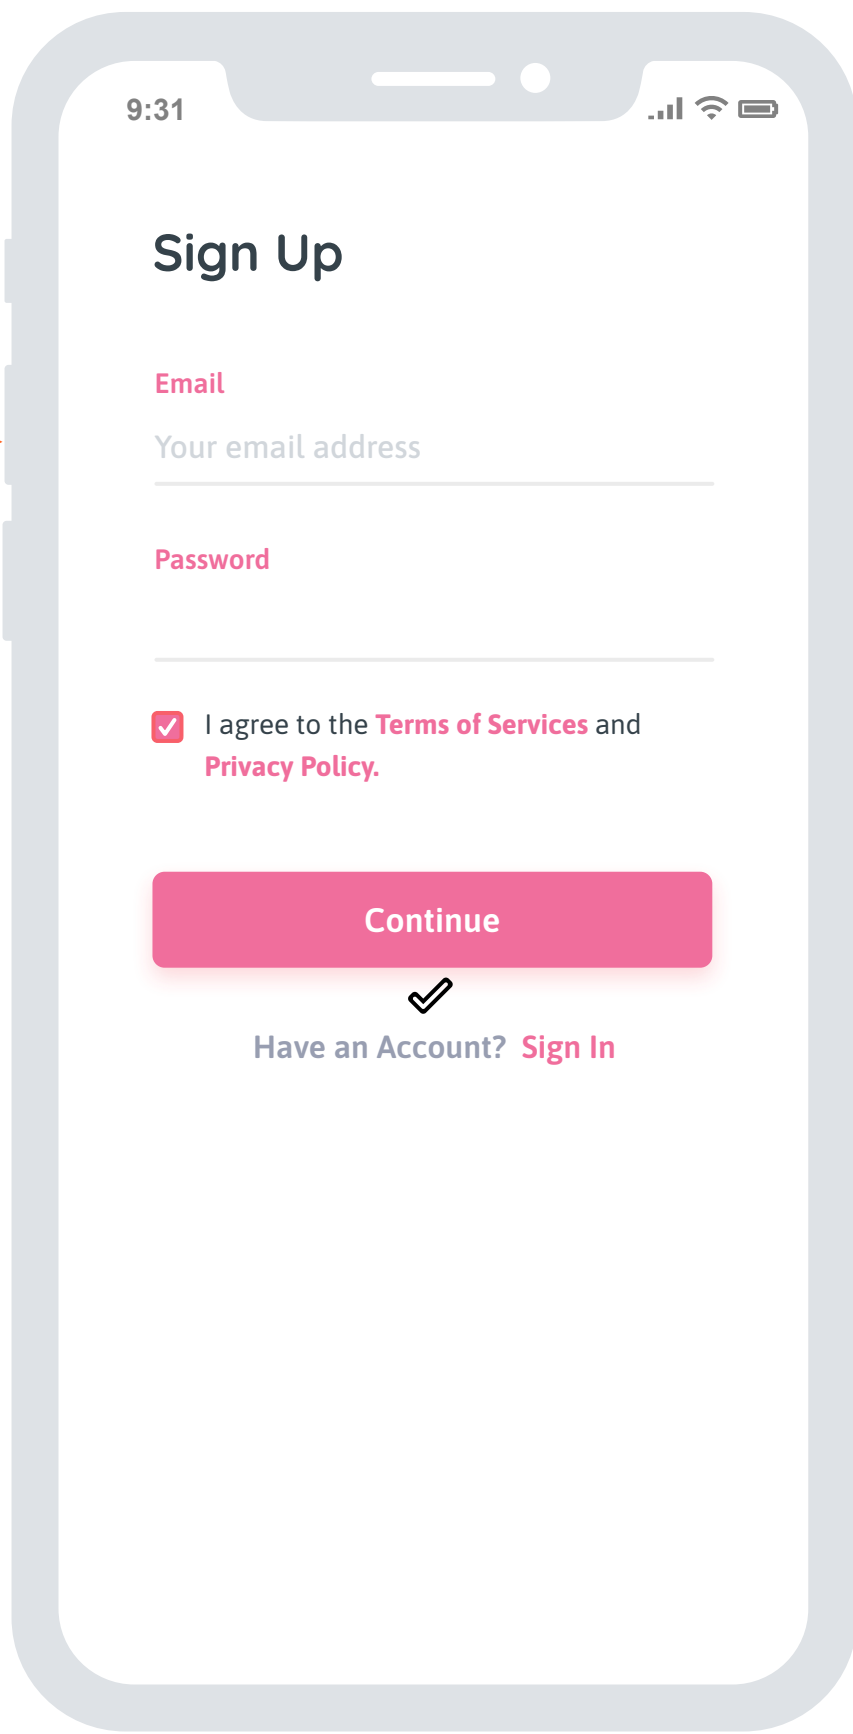 9:31
Sign Up
Email
Your email address
Password
I agree to the Terms of Services and
Privacy Policy.
Continue
Have an Account? Sign In